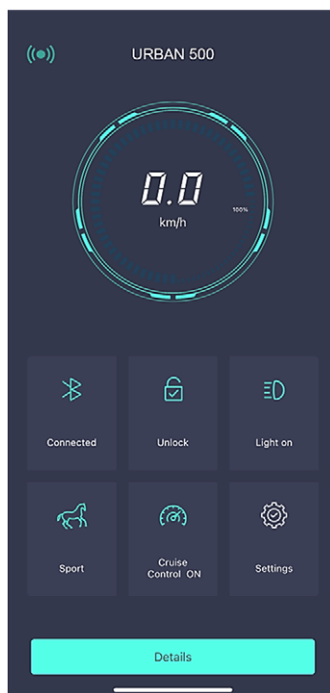 URBAN 500
0.0
km/h
100%
Connected
Unlock
Light on
Sport
Cruise
Control ON
Settings
Details